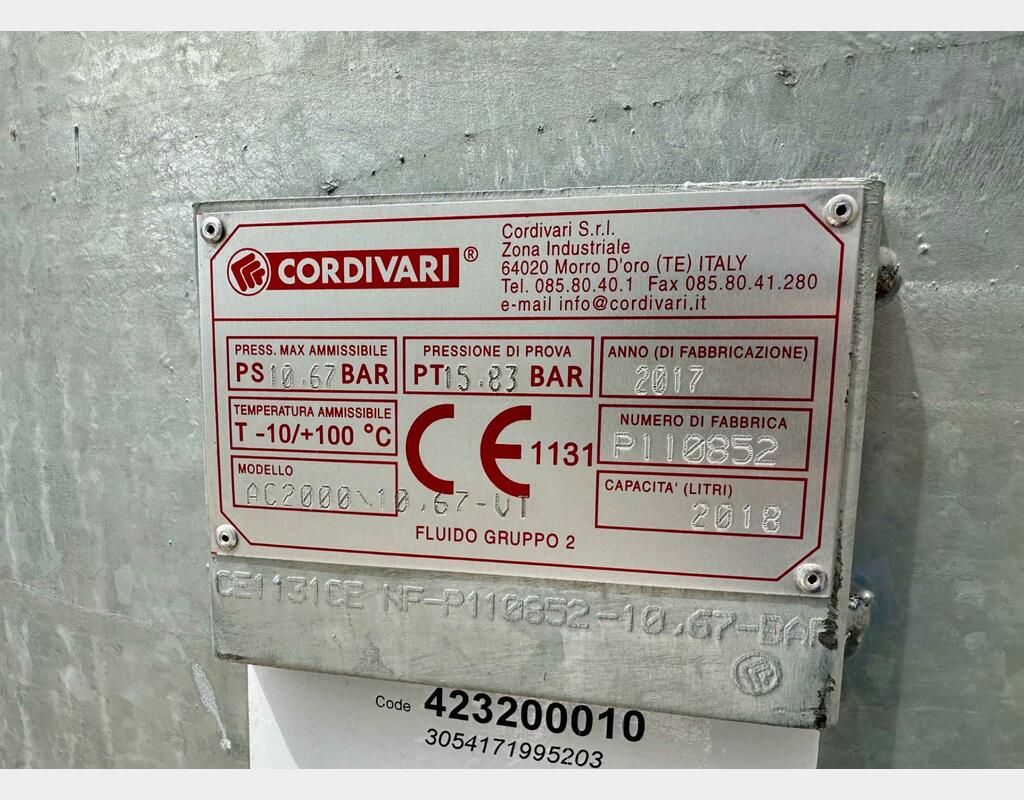 CORDIVARI®
Cordivari S.r.l.
Zona Industriale
64020 Morro D'oro (TE) ITALY
Tel. 085.80.40.1 Fax 085.80.41.280
e-mail info@cordivari.it
PRESS. MAX AMMISSIBILE
PS 10.67 BAR
PRESSIONE DI PROVA
PT 15.83 BAR
ANNO (DI FABBRICAZIONE)
2017
TEMPERATURA AMMISSIBILE
T -10/+100 °C
CE 1131
NUMERO DI FABBRICA
P110852
MODELLO
AC2000\10.67-VT
CAPACITA' (LITRI)
2018
FLUIDO GRUPPO 2
CE1131CE NF-P110852-10.67-BAR
Code 423200010
3054171995203